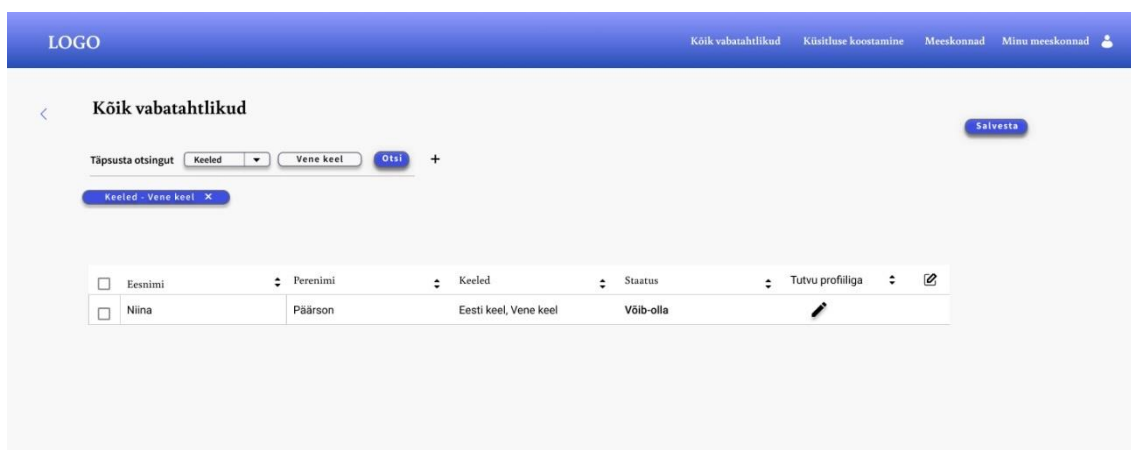 LOGO
Kõik vabatahtlikud Küsitluse koostamine Meeskonnad Minu meeskonnad
Kõik vabatahtlikud
Salvesta
Täpsusta otsingut Keeled Vene keel Otsi +
Keeled - Vene keel ×
Eesnimi Perenimi Keeled Staatus Tutvu profiiliga
Niina Päärson Eesti keel, Vene keel Võib-olla